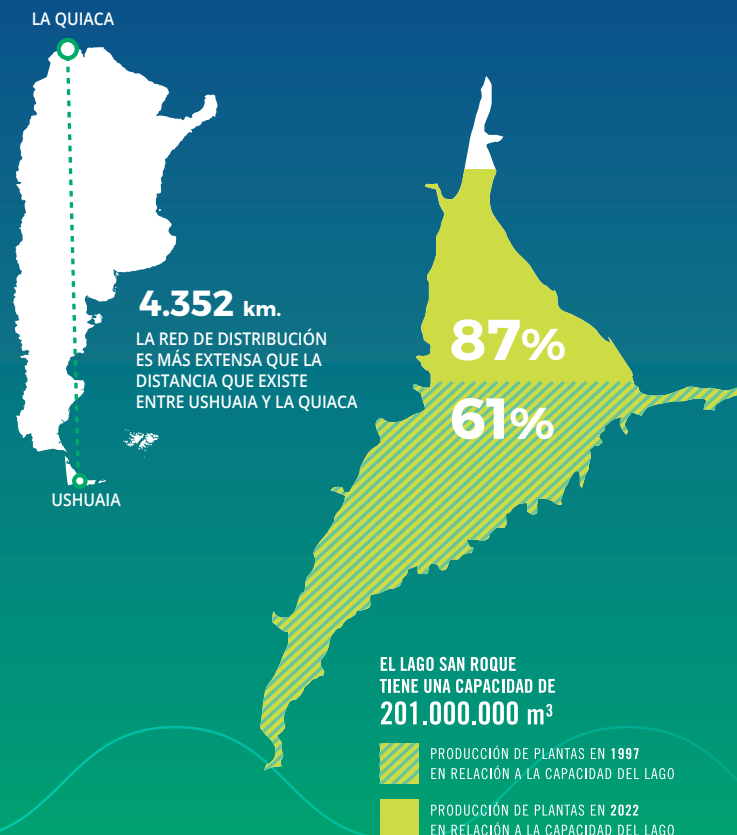 LA QUIACA
4.352 km.
LA RED DE DISTRIBUCIÓN
ES MÁS EXTENSA QUE LA
DISTANCIA QUE EXISTE
ENTRE USHUAIA Y LA QUIACA
USHUAIA
87%
61%
EL LAGO SAN ROQUE
TIENE UNA CAPACIDAD DE
201.000.000 m³
PRODUCCIÓN DE PLANTAS EN 1997
EN RELACIÓN A LA CAPACIDAD DEL LAGO
PRODUCCIÓN DE PLANTAS EN 2022
EN RELACIÓN A LA CAPACIDAD DEL LAGO